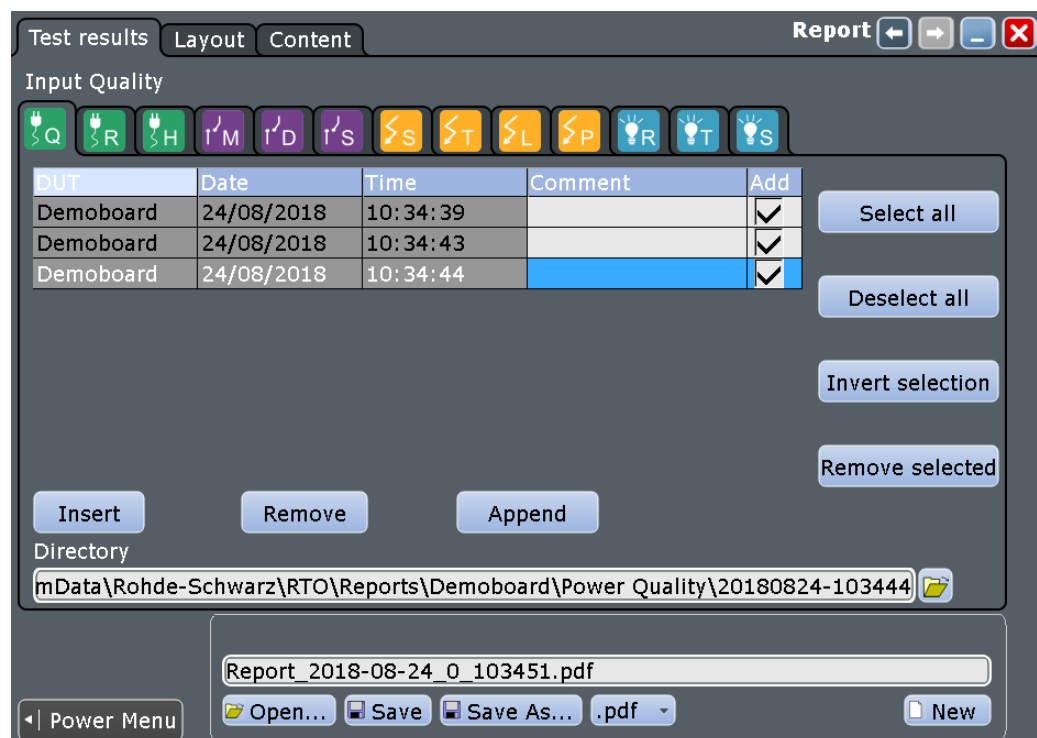 Test results Layout Content Report
Input Quality
Q R H M D S S T L P R T S
DUT Date Time Comment Add
Demoboard 24/08/2018 10:34:39
Demoboard 24/08/2018 10:34:43
Demoboard 24/08/2018 10:34:44
Select all
Deselect all
Invert selection
Remove selected
Insert Remove Append
Directory
mData\Rohde-Schwarz\RTO\Reports\Demoboard\Power Quality\20180824-103444
Report_2018-08-24_0_103451.pdf
Power Menu Open... Save Save As... .pdf New